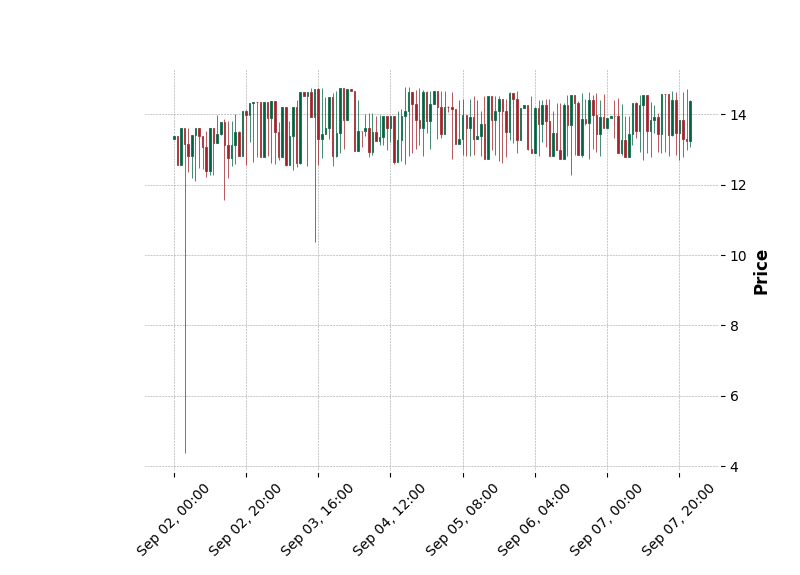 14
12
10
8
6
4
Price
Sep 02, 00:00
Sep 02, 20:00
Sep 03, 16:00
Sep 04, 12:00
Sep 05, 08:00
Sep 06, 04:00
Sep 07, 00:00
Sep 07, 20:00